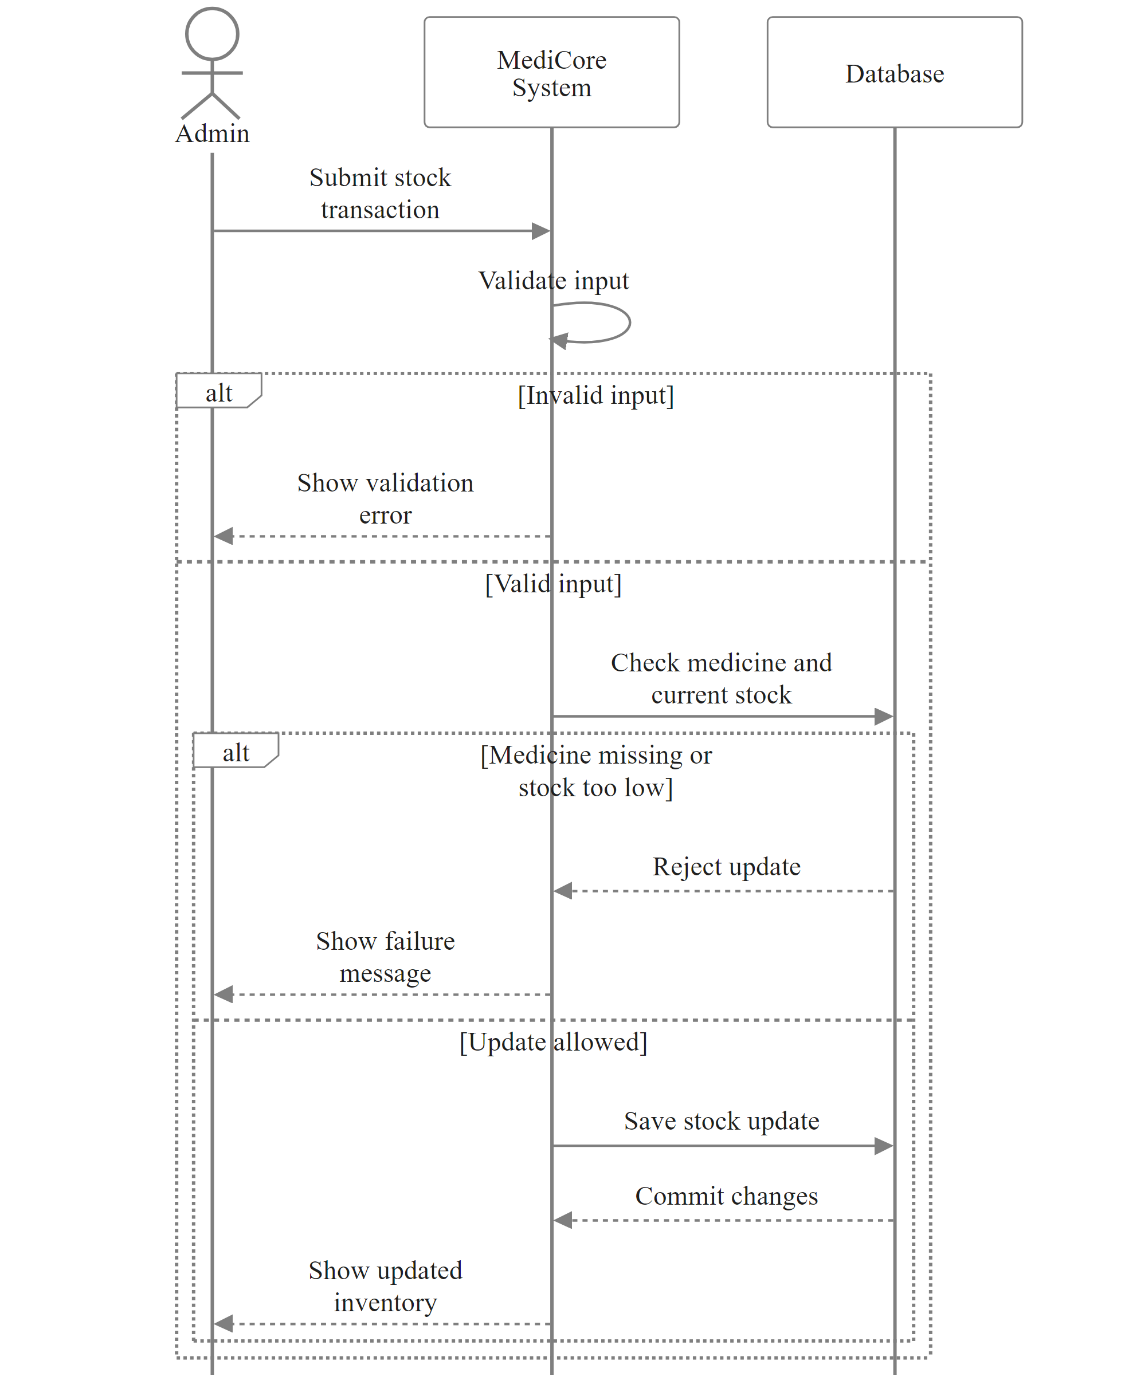 Admin
MediCore
System
Database
Submit stock
transaction
Validate input
alt
[Invalid input]
Show validation
error
[Valid input]
Check medicine and
current stock
alt
[Medicine missing or
stock too low]
Reject update
Show failure
message
[Update allowed]
Save stock update
Commit changes
Show updated
inventory